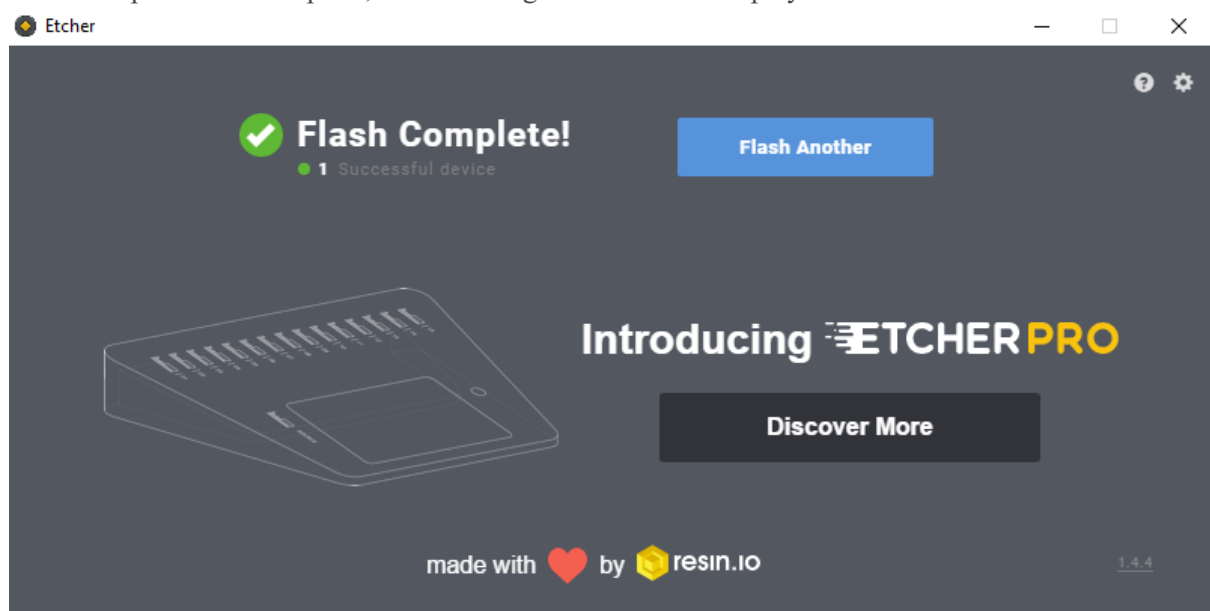 Etcher
Flash Complete!
1 Successful device
Flash Another
Introducing ETCHER PRO
Discover More
made with by resin.io
1.4.4